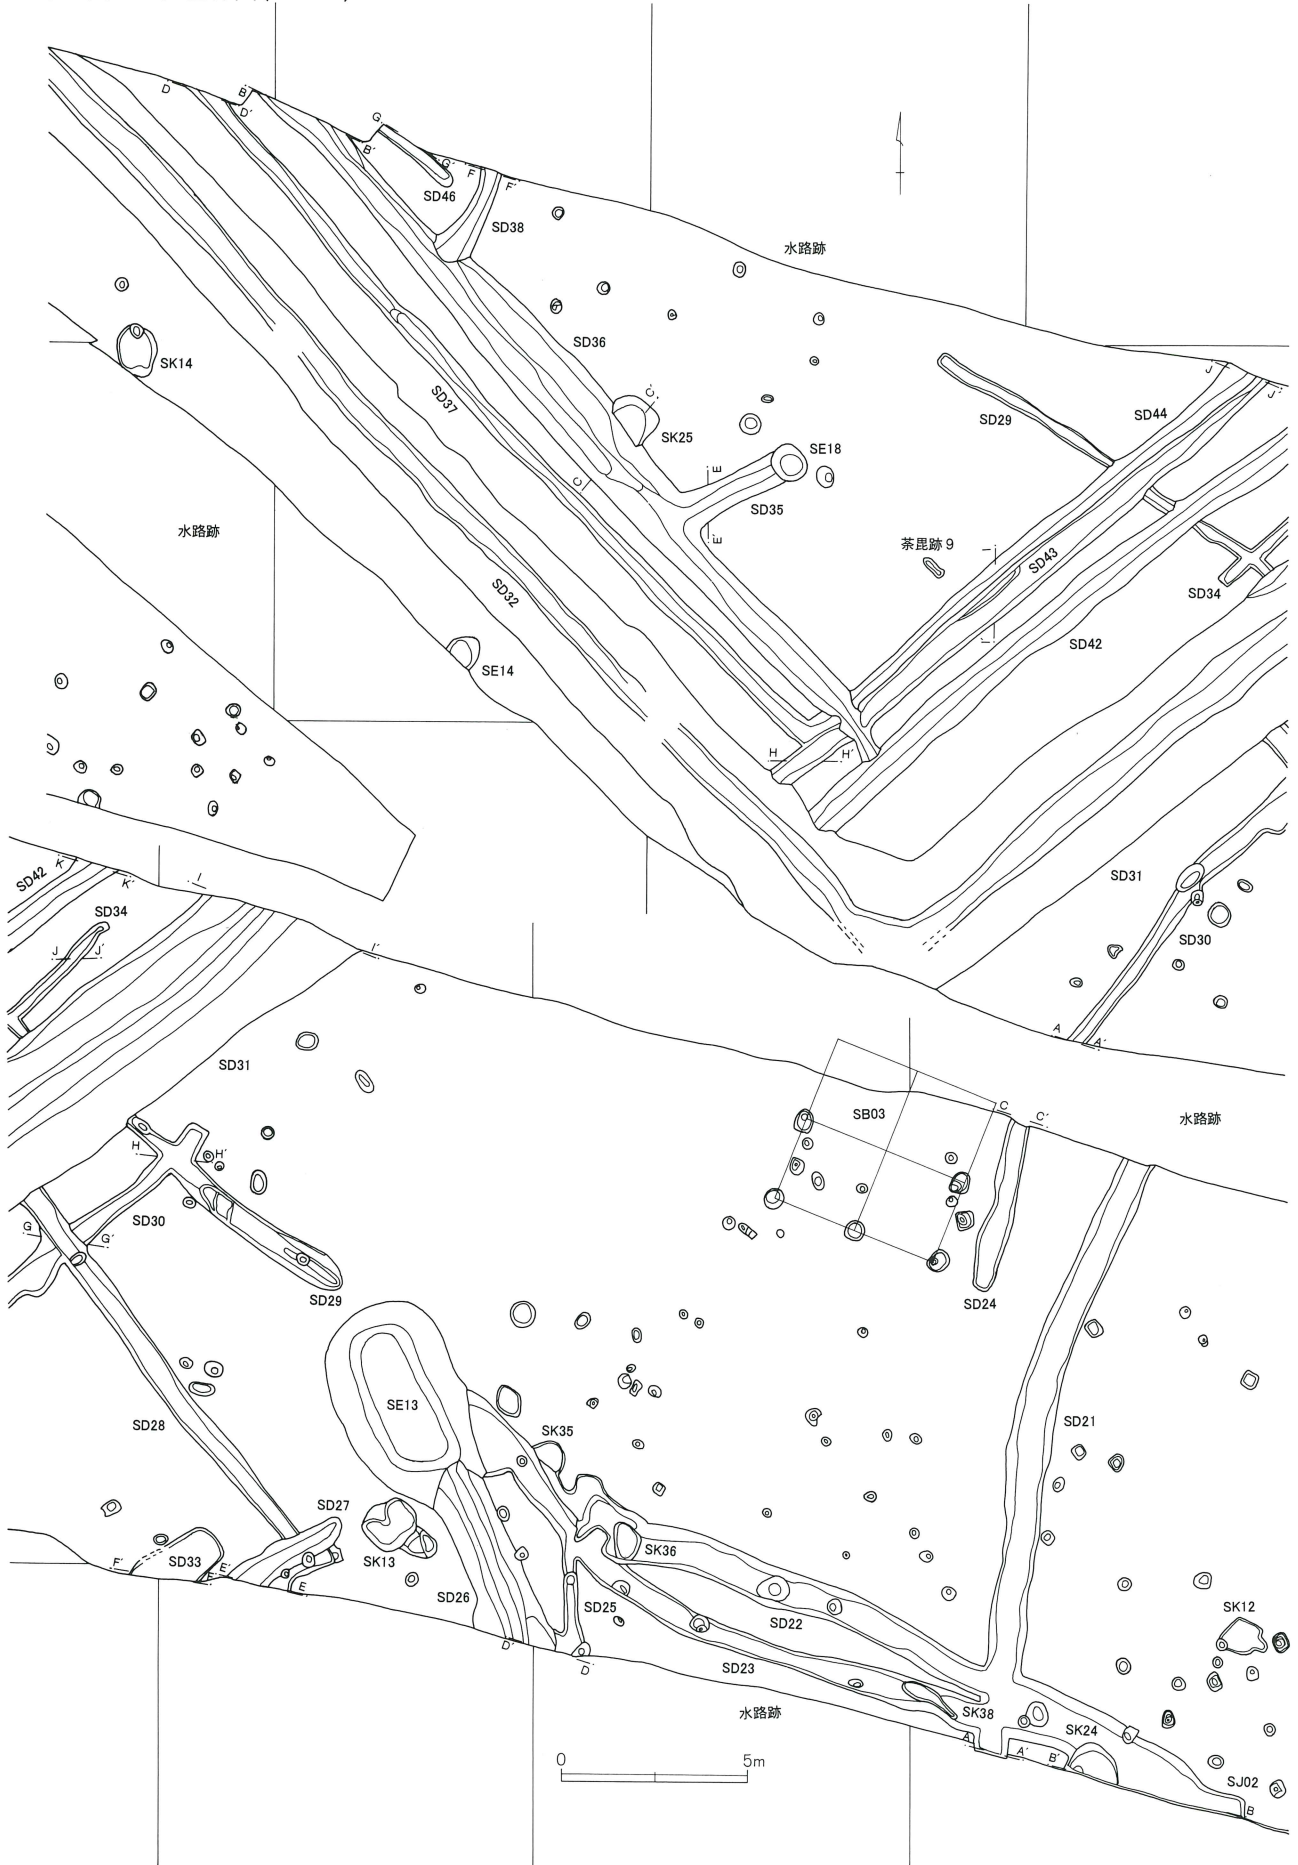 D
B
D'
B'
G
G'
F
F'
SD46
SD38
水路跡
SK14
SD36
SD37
C'
SK25
SD29
SD44
J
J'
SE18
E
SD35
E'
C
水路跡
荼毘跡9
SD43
SD34
SD42
SD32
SE14
H
H'
SD31
SD30
A
A'
SD42
K
K'
I
SD34
J
J'
I'
SD31
SB03
C
C'
水路跡
H
H'
SD30
G
G'
SD29
SD24
SE13
SD28
SK35
SD21
SD27
SK13
SK36
SD33
F'
F
E'
E
SD26
SD25
SD22
SK12
D'
D
SD23
SK38
水路跡
A
A'
SK24
B'
SJ02
B
0
5m